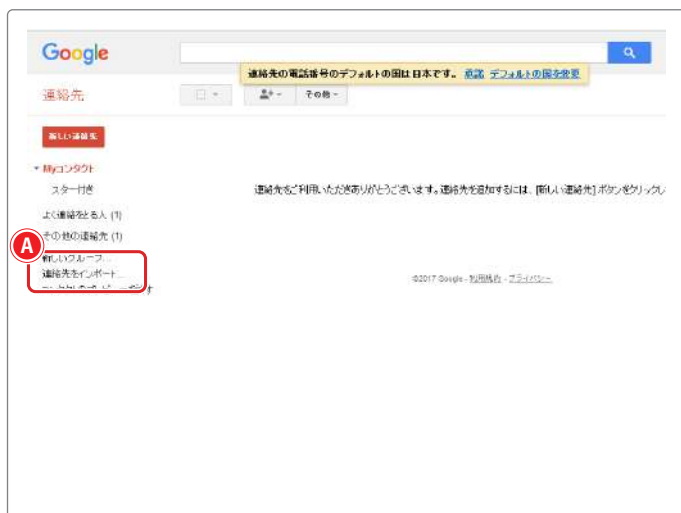 Google
連絡先の電話番号のデフォルトの国は日本です。 承認 デフォルトの国を変更
連絡先
その他
新しい連絡先
Myコンタクト
スター付き
連絡先をご利用いただきありがとうございます。連絡先を追加するには、[新しい連絡先] ボタンをクリックし
よく連絡をとる人 (1)
その他の連絡先 (1)
A
新しいグループ...
連絡先をインポート...
©2017 Google - 利用規約 - プライバシー